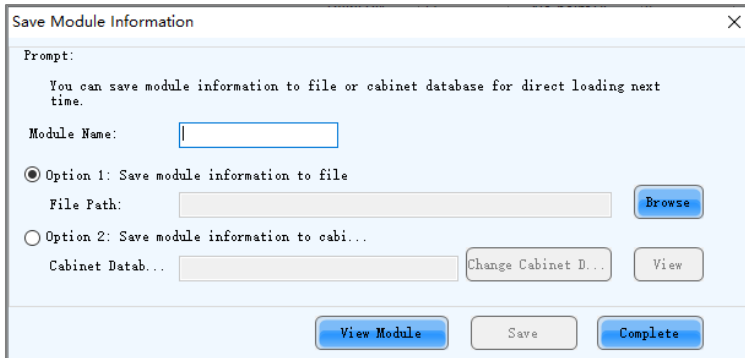 Save Module Information
Prompt:
You can save module information to file or cabinet database for direct loading next
time.
Module Name:
Option 1: Save module information to file
File Path:
Browse
Option 2: Save module information to cabi...
Cabinet Datab...
Change Cabinet D...
View
View Module
Save
Complete